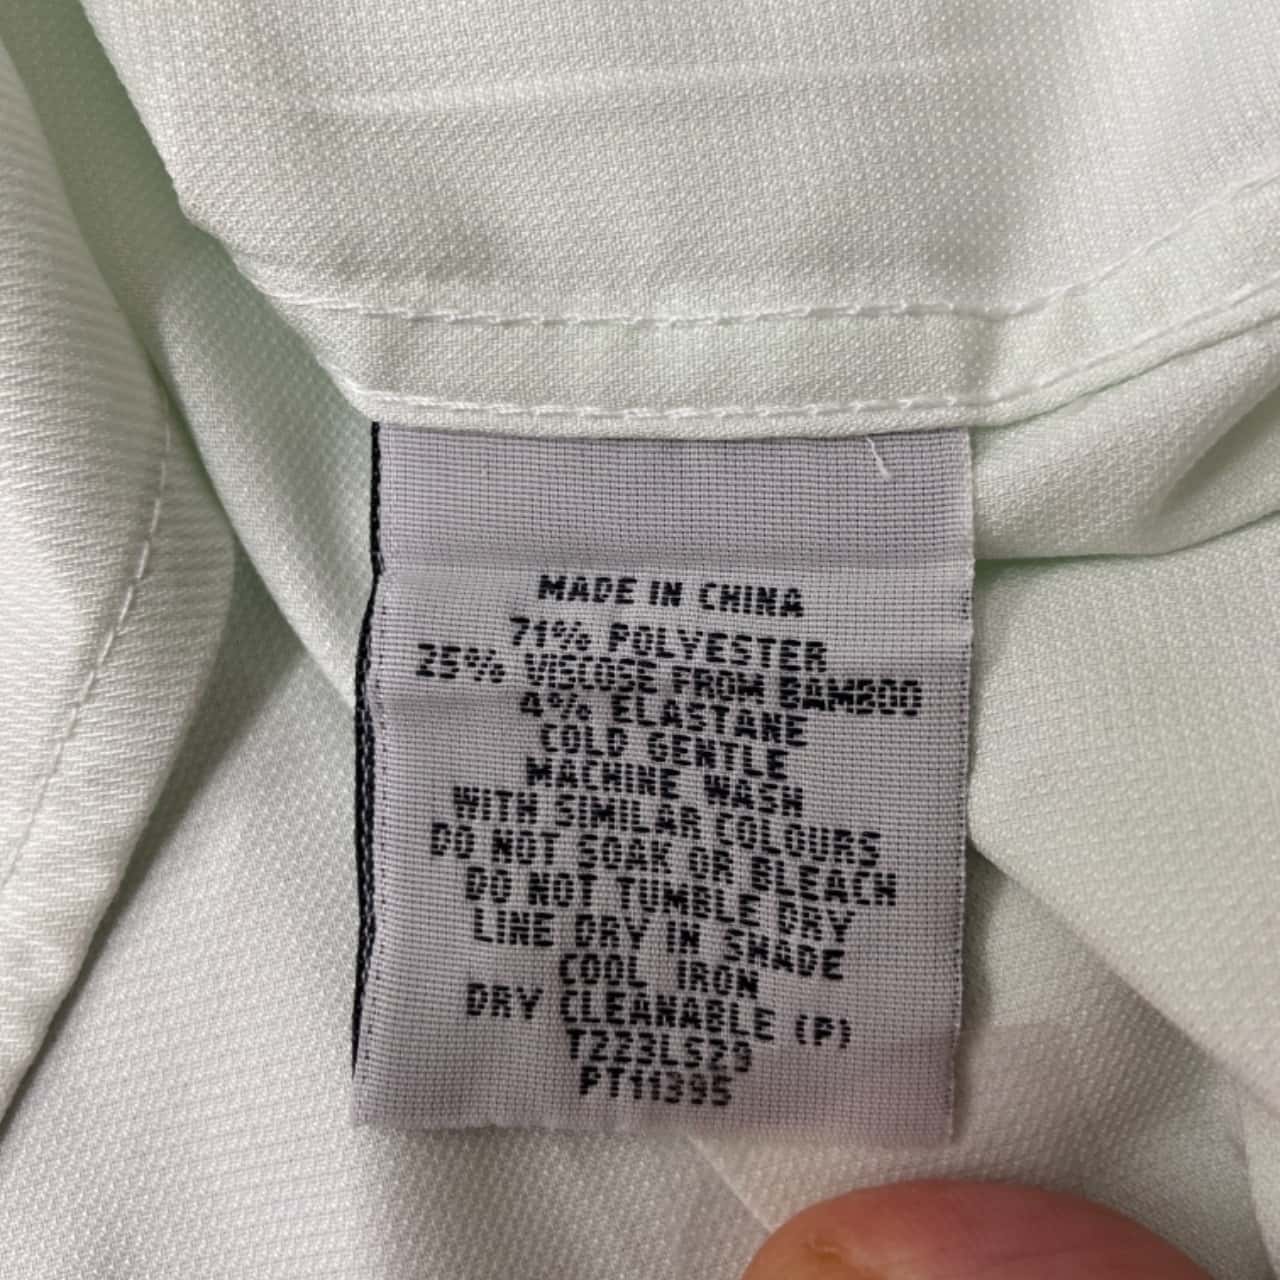 MADE IN CHINA
71% POLYESTER
25% VISCOSE FROM BAMBOO
4% ELASTANE
COLD GENTLE
MACHINE WASH
WITH SIMILAR COLOURS
DO NOT SOAK OR BLEACH
DO NOT TUMBLE DRY
LINE DRY IN SHADE
COOL IRON
DRY CLEANABLE (P)
T223LS29
PT11395